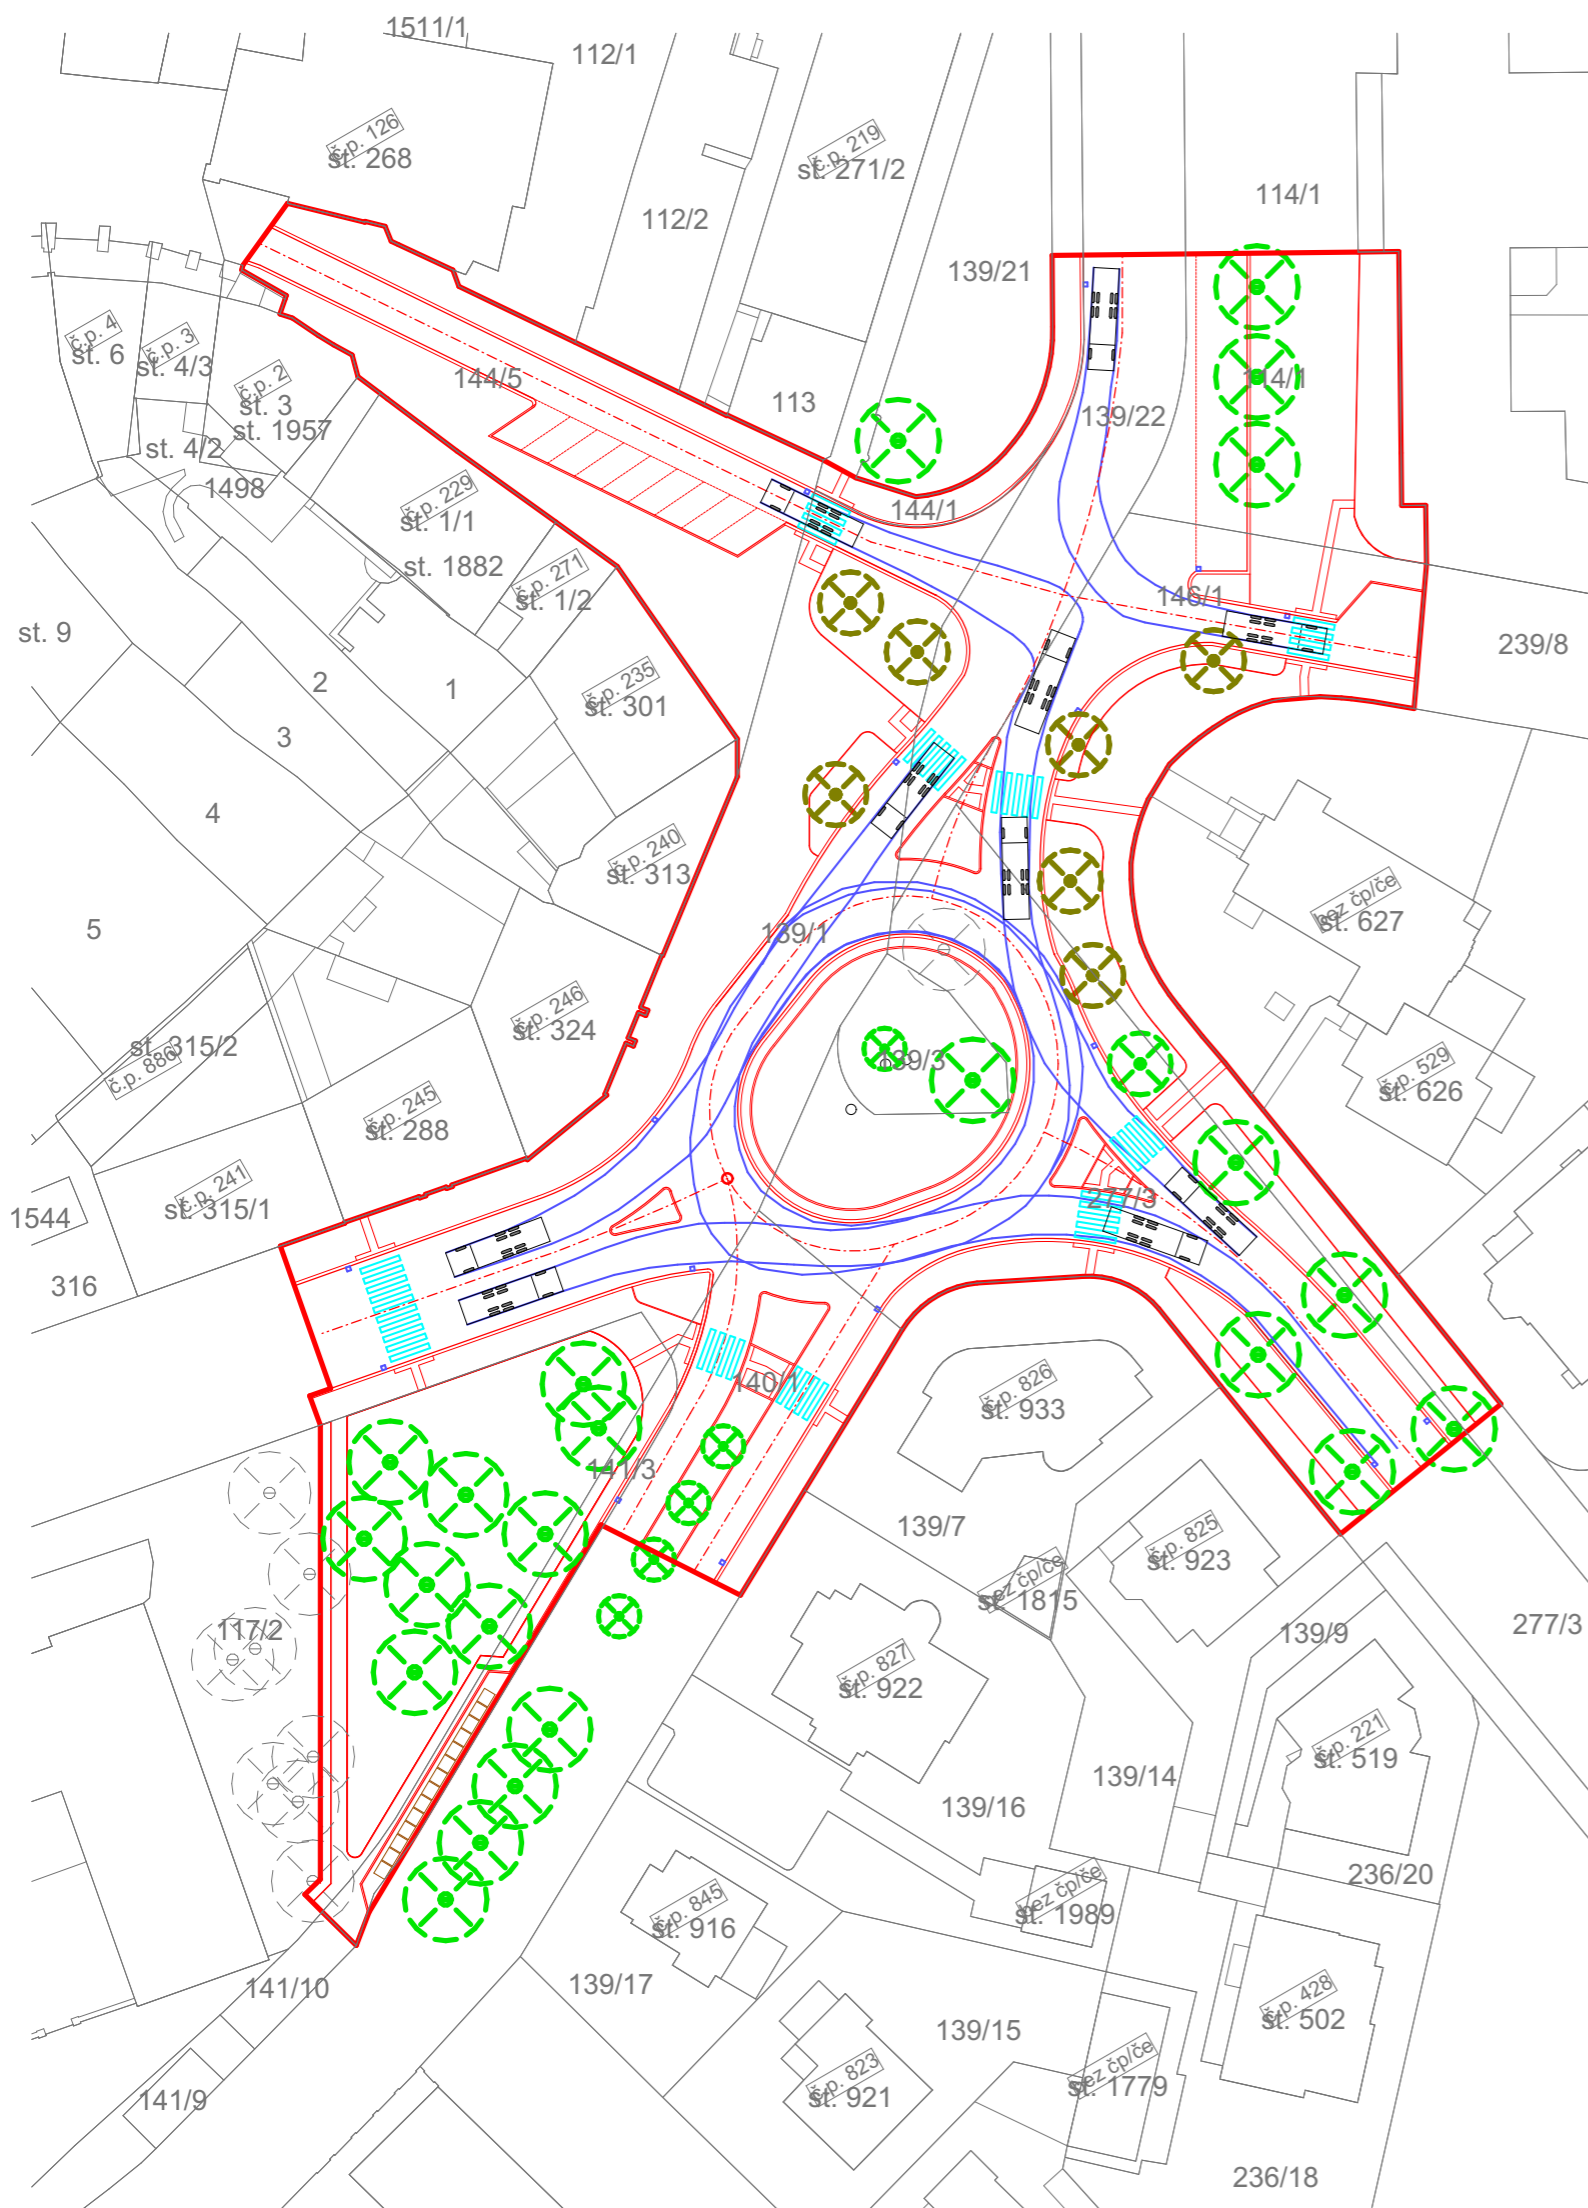 1511/1
112/1
č.p. 126
st. 268
č.p. 219
st. 271/2
114/1
112/2
139/21
č.p. 4
st. 6
č.p. 3
st. 4/3
č.p. 2
st. 3
144/5
114/1
113
139/22
st. 1957
st. 4/2
1498
č.p. 229
st. 1/1
144/1
st. 1882
č.p. 271
st. 1/2
146/1
st. 9
239/8
2
1
č.p. 235
st. 301
3
4
č.p. 240
st. 313
bez čp/če
st. 627
5
139/1
č.p. 246
st. 324
st. 315/2
č.p. 886
139/3
č.p. 529
st. 626
č.p. 245
st. 288
č.p. 241
st. 315/1
277/3
1544
316
140/1
č.p. 826
st. 933
141/3
139/7
č.p. 825
st. 923
bez čp/če
st. 1815
117/2
139/9
277/3
č.p. 827
st. 922
č.p. 221
st. 519
139/14
139/16
236/20
č.p. 845
st. 916
bez čp/če
st. 1989
141/10
139/17
č.p. 428
st. 502
139/15
141/9
č.p. 823
st. 921
bez čp/če
st. 1779
236/18